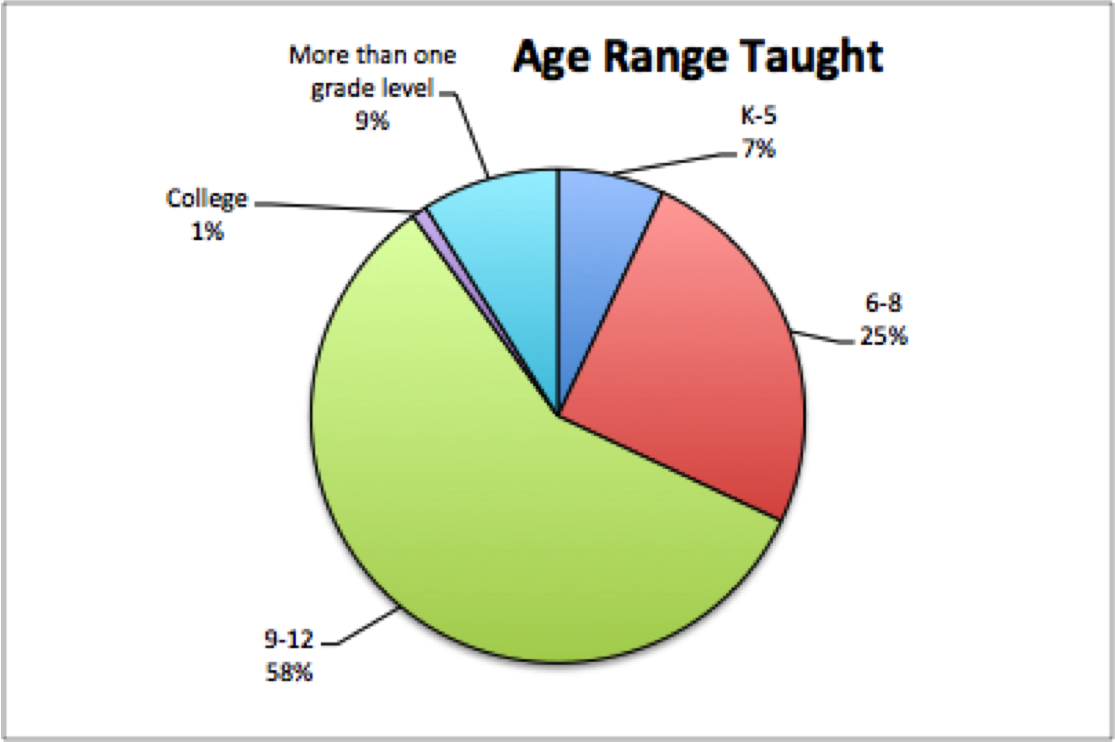 Age Range Taught
More than one
grade level
9%
K-5
7%
College
1%
6-8
25%
9-12
58%